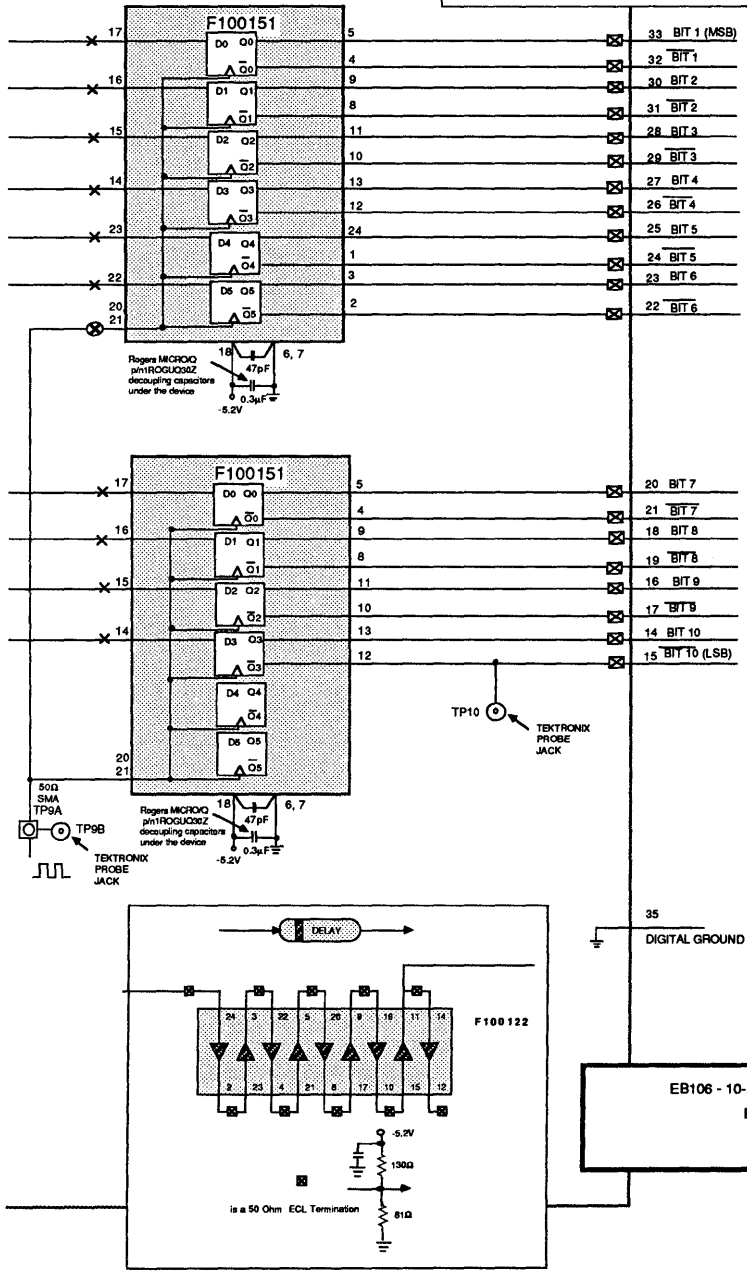 F100151
17 D0 Q0 5 33 BIT 1 (MSB)
Q0 4 32 BIT 1
16 D1 Q1 9 30 BIT 2
Q1 8 31 BIT 2
15 D2 Q2 11 28 BIT 3
Q2 10 29 BIT 3
14 D3 Q3 13 27 BIT 4
Q3 12 26 BIT 4
23 D4 Q4 24 25 BIT 5
Q4 1 24 BIT 5
22 D5 Q5 3 23 BIT 6
Q5 2 22 BIT 6
20
21
18 6, 7
47pF
Rogers MICRO/Q
p/n1ROGUQ30Z
decoupling capacitors
under the device
0.3µF
-5.2V
F100151
17 D0 Q0 5 20 BIT 7
Q0 4 21 BIT 7
16 D1 Q1 9 18 BIT 8
Q1 8 19 BIT 8
15 D2 Q2 11 16 BIT 9
Q2 10 17 BIT 9
14 D3 Q3 13 14 BIT 10
Q3 12 15 BIT 10 (LSB)
D4 Q4
Q4
D5 Q5
Q5
20
21
TP10
TEKTRONIX
PROBE
JACK
50Ω
SMA
TP9A
TP9B
TEKTRONIX
PROBE
JACK
18 6, 7
47pF
Rogers MICRO/Q
p/n1ROGUQ30Z
decoupling capacitors
under the device
0.3µF
-5.2V
35
DIGITAL GROUND
DELAY
F100122
24 3 22 5 20 9 16 11 14
2 23 4 21 8 17 10 15 12
-5.2V
130Ω
is a 50 Ohm ECL Termination
81Ω
EB106 - 10-